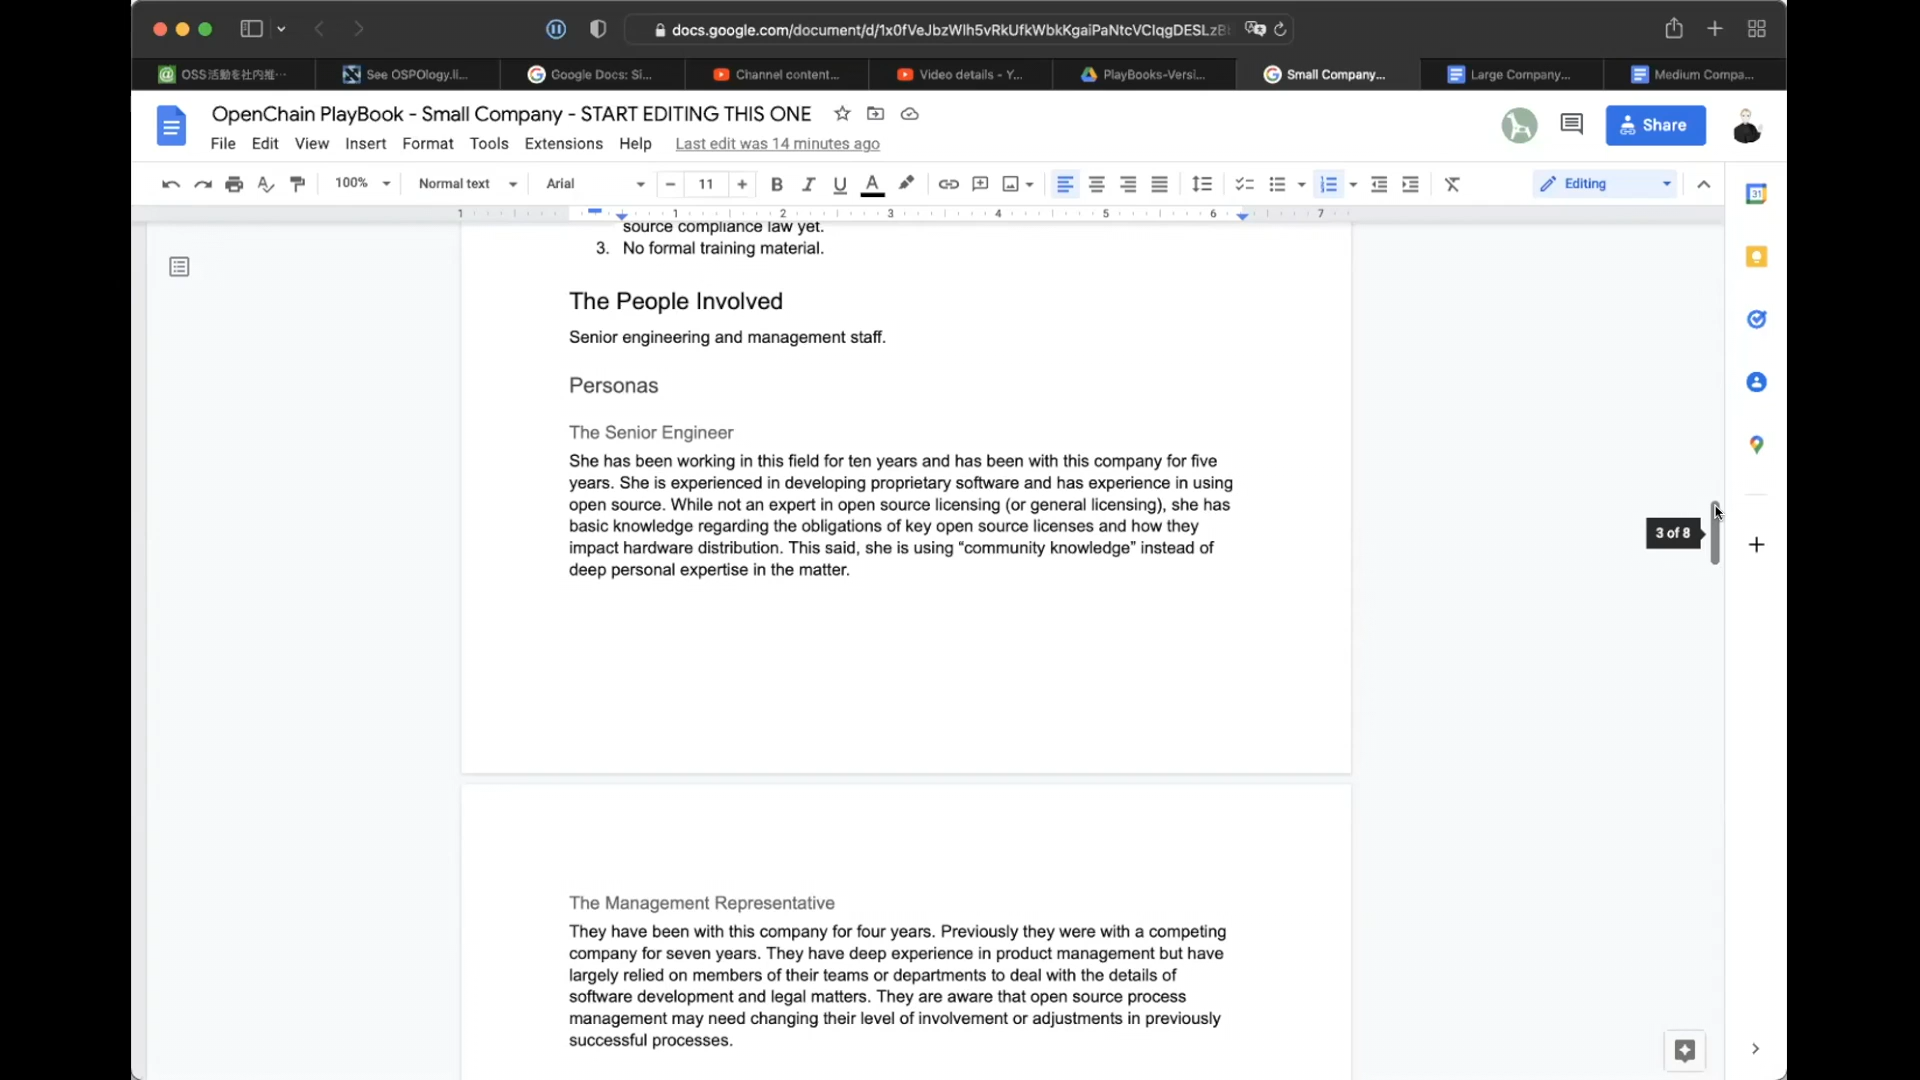 docs.google.com/document/d/1x0fVeJbzWlh5vRkUfkWbkKgaiPaNtcVClqgDESLzB
OSS活動を社内推…
See OSPOlogy.li...
Google Docs: Si...
Channel content...
Video details - Y...
PlayBooks-Versi...
Small Company...
Large Company...
Medium Compa...
OpenChain PlayBook - Small Company - START EDITING THIS ONE
Share
File Edit View Insert Format Tools Extensions Help Last edit was 14 minutes ago
100% Normal text Arial 11 Editing
1 1 2 3 4 5 6 7
31
source compliance law yet.
3. No formal training material.
The People Involved
Senior engineering and management staff.
Personas
The Senior Engineer
She has been working in this field for ten years and has been with this company for five
years. She is experienced in developing proprietary software and has experience in using
open source. While not an expert in open source licensing (or general licensing), she has
basic knowledge regarding the obligations of key open source licenses and how they
impact hardware distribution. This said, she is using “community knowledge” instead of
deep personal expertise in the matter.
3 of 8
The Management Representative
They have been with this company for four years. Previously they were with a competing
company for seven years. They have deep experience in product management but have
largely relied on members of their teams or departments to deal with the details of
software development and legal matters. They are aware that open source process
management may need changing their level of involvement or adjustments in previously
successful processes.